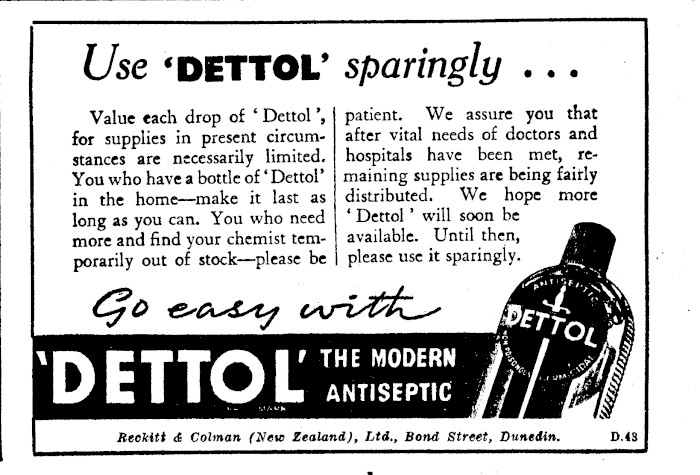 Use 'DETTOL' sparingly . . .
Value each drop of ' Dettol ',
for supplies in present circum-
stances are necessarily limited.
You who have a bottle of 'Dettol'
in the home—make it last as
long as you can. You who need
more and find your chemist tem-
porarily out of stock—please be
patient. We assure you that
after vital needs of doctors and
hospitals have been met, re-
maining supplies are being fairly
distributed. We hope more
' Dettol ' will soon be
available. Until then,
please use it sparingly.
Go easy with
ANTISEPTIC
DETTOL
NON POISONOUS GERMICIDAL
'DETTOL' THE MODERN
ANTISEPTIC
MARK
Reckitt & Colman (New Zealand), Ltd., Bond Street, Dunedin. D.43